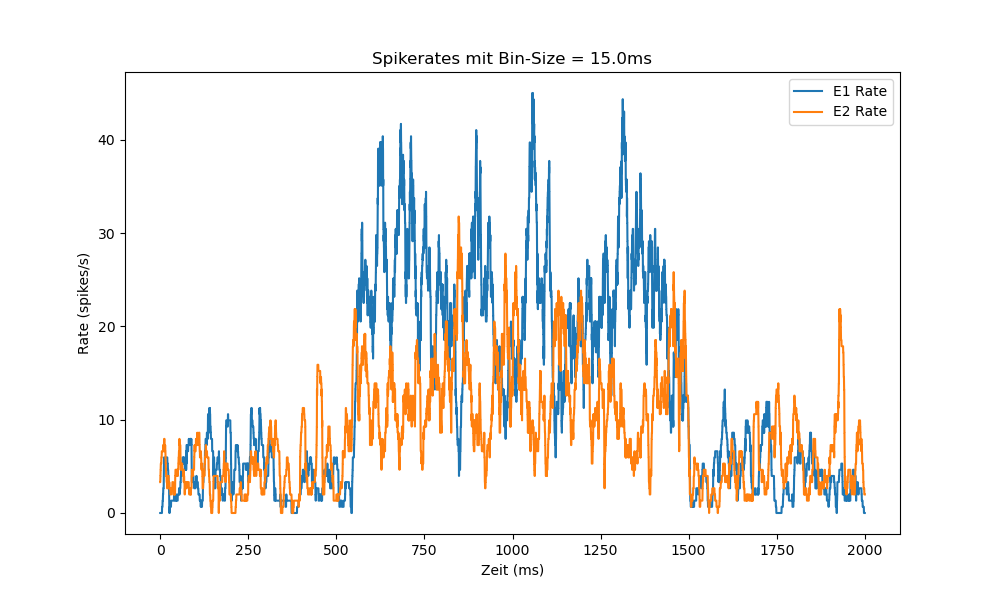 Spikerates mit Bin-Size = 15.0ms
E1 Rate
E2 Rate
40
30
20
10
0
Rate (spikes/s)
0 250 500 750 1000 1250 1500 1750 2000
Zeit (ms)